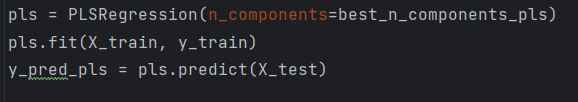 pls = PLSRegression(n_components=best_n_components_pls)
pls.fit(X_train, y_train)
y_pred_pls = pls.predict(X_test)